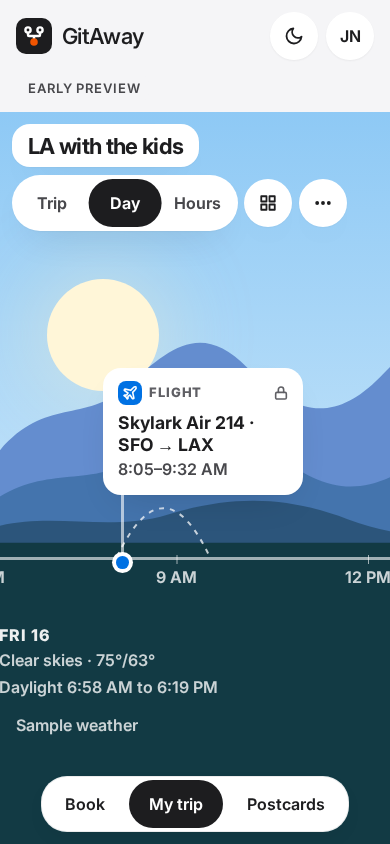 GitAway
JN
EARLY PREVIEW
LA with the kids
Trip
Day
Hours
FLIGHT
Skylark Air 214 ·
SFO → LAX
8:05–9:32 AM
9 AM
12 PM
FRI 16
Clear skies · 75°/63°
Daylight 6:58 AM to 6:19 PM
Sample weather
Book
My trip
Postcards